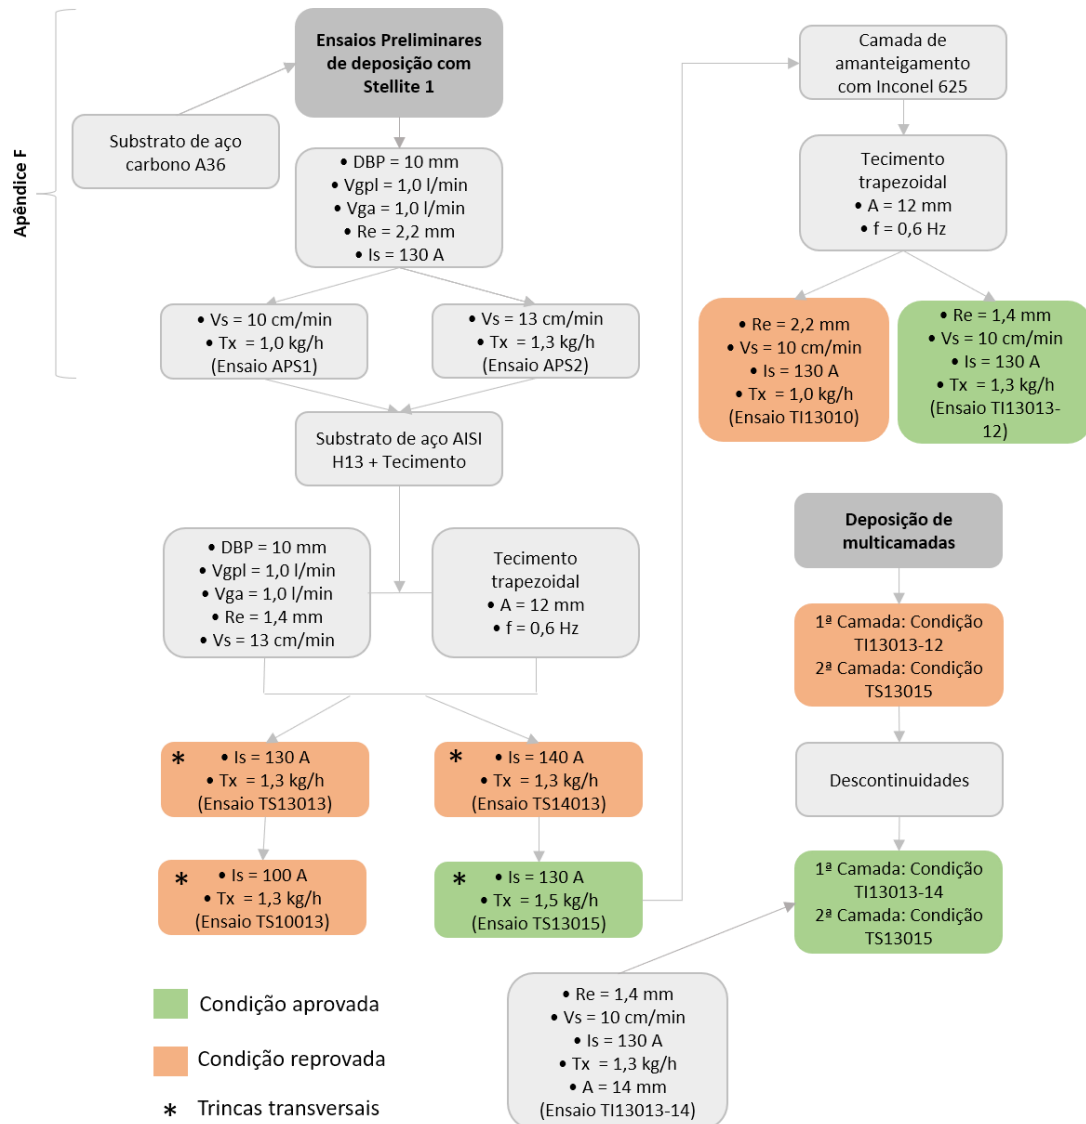 Apêndice F
Ensaios Preliminares
de deposição com
Stellite 1
Substrato de aço
carbono A36
• DBP = 10 mm
• Vgpl = 1,0 l/min
• Vga = 1,0 l/min
• Re = 2,2 mm
• Is = 130 A
• Vs = 10 cm/min
• Tx = 1,0 kg/h
(Ensaio APS1)
• Vs = 13 cm/min
• Tx = 1,3 kg/h
(Ensaio APS2)
Substrato de aço AISI
H13 + Tecimento
• DBP = 10 mm
• Vgpl = 1,0 l/min
• Vga = 1,0 l/min
• Re = 1,4 mm
• Vs = 13 cm/min
Tecimento
trapezoidal
• A = 12 mm
• f = 0,6 Hz
* • Is = 130 A
• Tx = 1,3 kg/h
(Ensaio TS13013)
* • Is = 140 A
• Tx = 1,3 kg/h
(Ensaio TS14013)
* • Is = 100 A
• Tx = 1,3 kg/h
(Ensaio TS10013)
* • Is = 130 A
• Tx = 1,5 kg/h
(Ensaio TS13015)
Camada de
amanteigamento
com Inconel 625
Tecimento
trapezoidal
• A = 12 mm
• f = 0,6 Hz
• Re = 2,2 mm
• Vs = 10 cm/min
• Is = 130 A
• Tx = 1,0 kg/h
(Ensaio TI13010)
• Re = 1,4 mm
• Vs = 10 cm/min
• Is = 130 A
• Tx = 1,3 kg/h
(Ensaio TI13013-
12)
Deposição de
multicamadas
1ª Camada: Condição
TI13013-12
2ª Camada: Condição
TS13015
Descontinuidades
1ª Camada: Condição
TI13013-14
2ª Camada: Condição
TS13015
• Re = 1,4 mm
• Vs = 10 cm/min
• Is = 130 A
• Tx = 1,3 kg/h
• A = 14 mm
(Ensaio TI13013-14)
Condição aprovada
Condição reprovada
* Trincas transversais